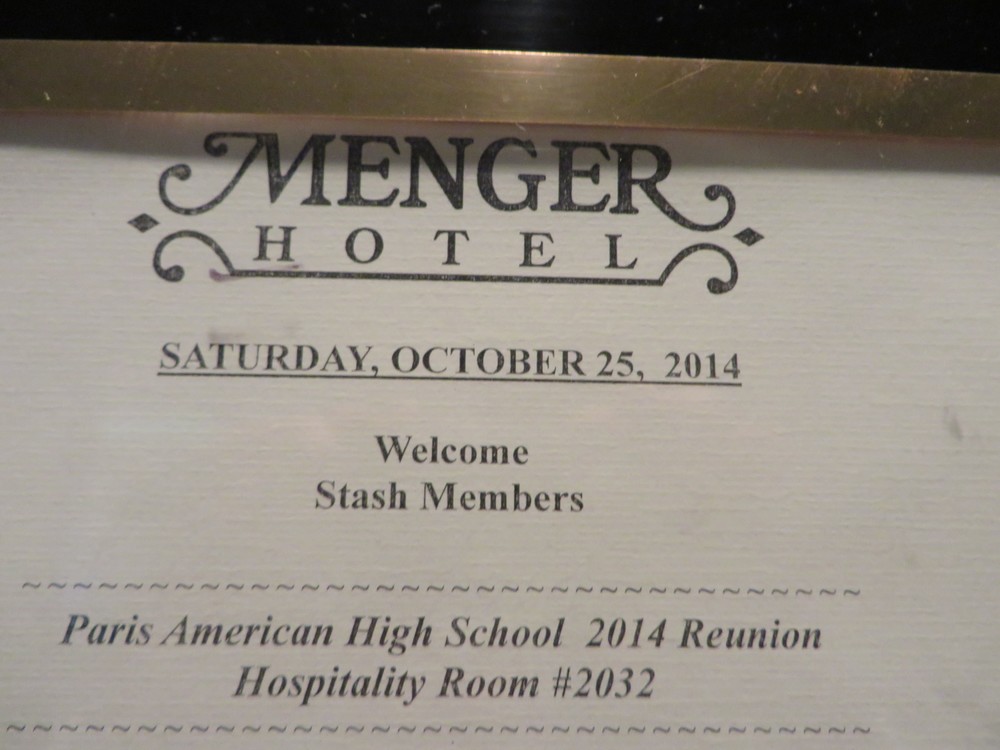 MENGER
HOTEL
SATURDAY, OCTOBER 25, 2014
Welcome
Stash Members
~~~~~~~~~~~~~~~~~~~~~~~~~~~~~~~~~
Paris American High School 2014 Reunion
Hospitality Room #2032
~~~~~~~~~~~~~~~~~~~~~~~~~~~~~~~~~~